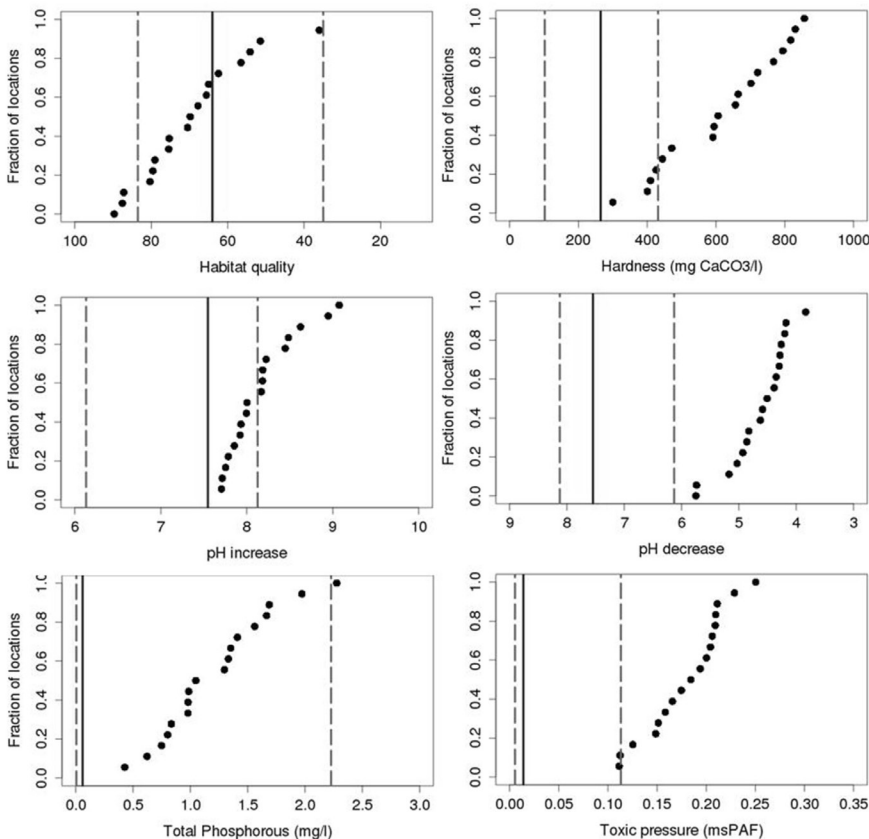 Fraction of locations
0.0 0.2 0.4 0.6 0.8 1.0
100 80 60 40 20
Habitat quality
Fraction of locations
0.0 0.2 0.4 0.6 0.8 1.0
0 200 400 600 800 1000
Hardness (mg CaCO3/l)
Fraction of locations
0.0 0.2 0.4 0.6 0.8 1.0
6 7 8 9 10
pH increase
Fraction of locations
0.0 0.2 0.4 0.6 0.8 1.0
9 8 7 6 5 4 3
pH decrease
Fraction of locations
0.0 0.2 0.4 0.6 0.8 1.0
0.0 0.5 1.0 1.5 2.0 2.5 3.0
Total Phosphorous (mg/l)
Fraction of locations
0.0 0.2 0.4 0.6 0.8 1.0
0.00 0.05 0.10 0.15 0.20 0.25 0.30 0.35
Toxic pressure (msPAF)